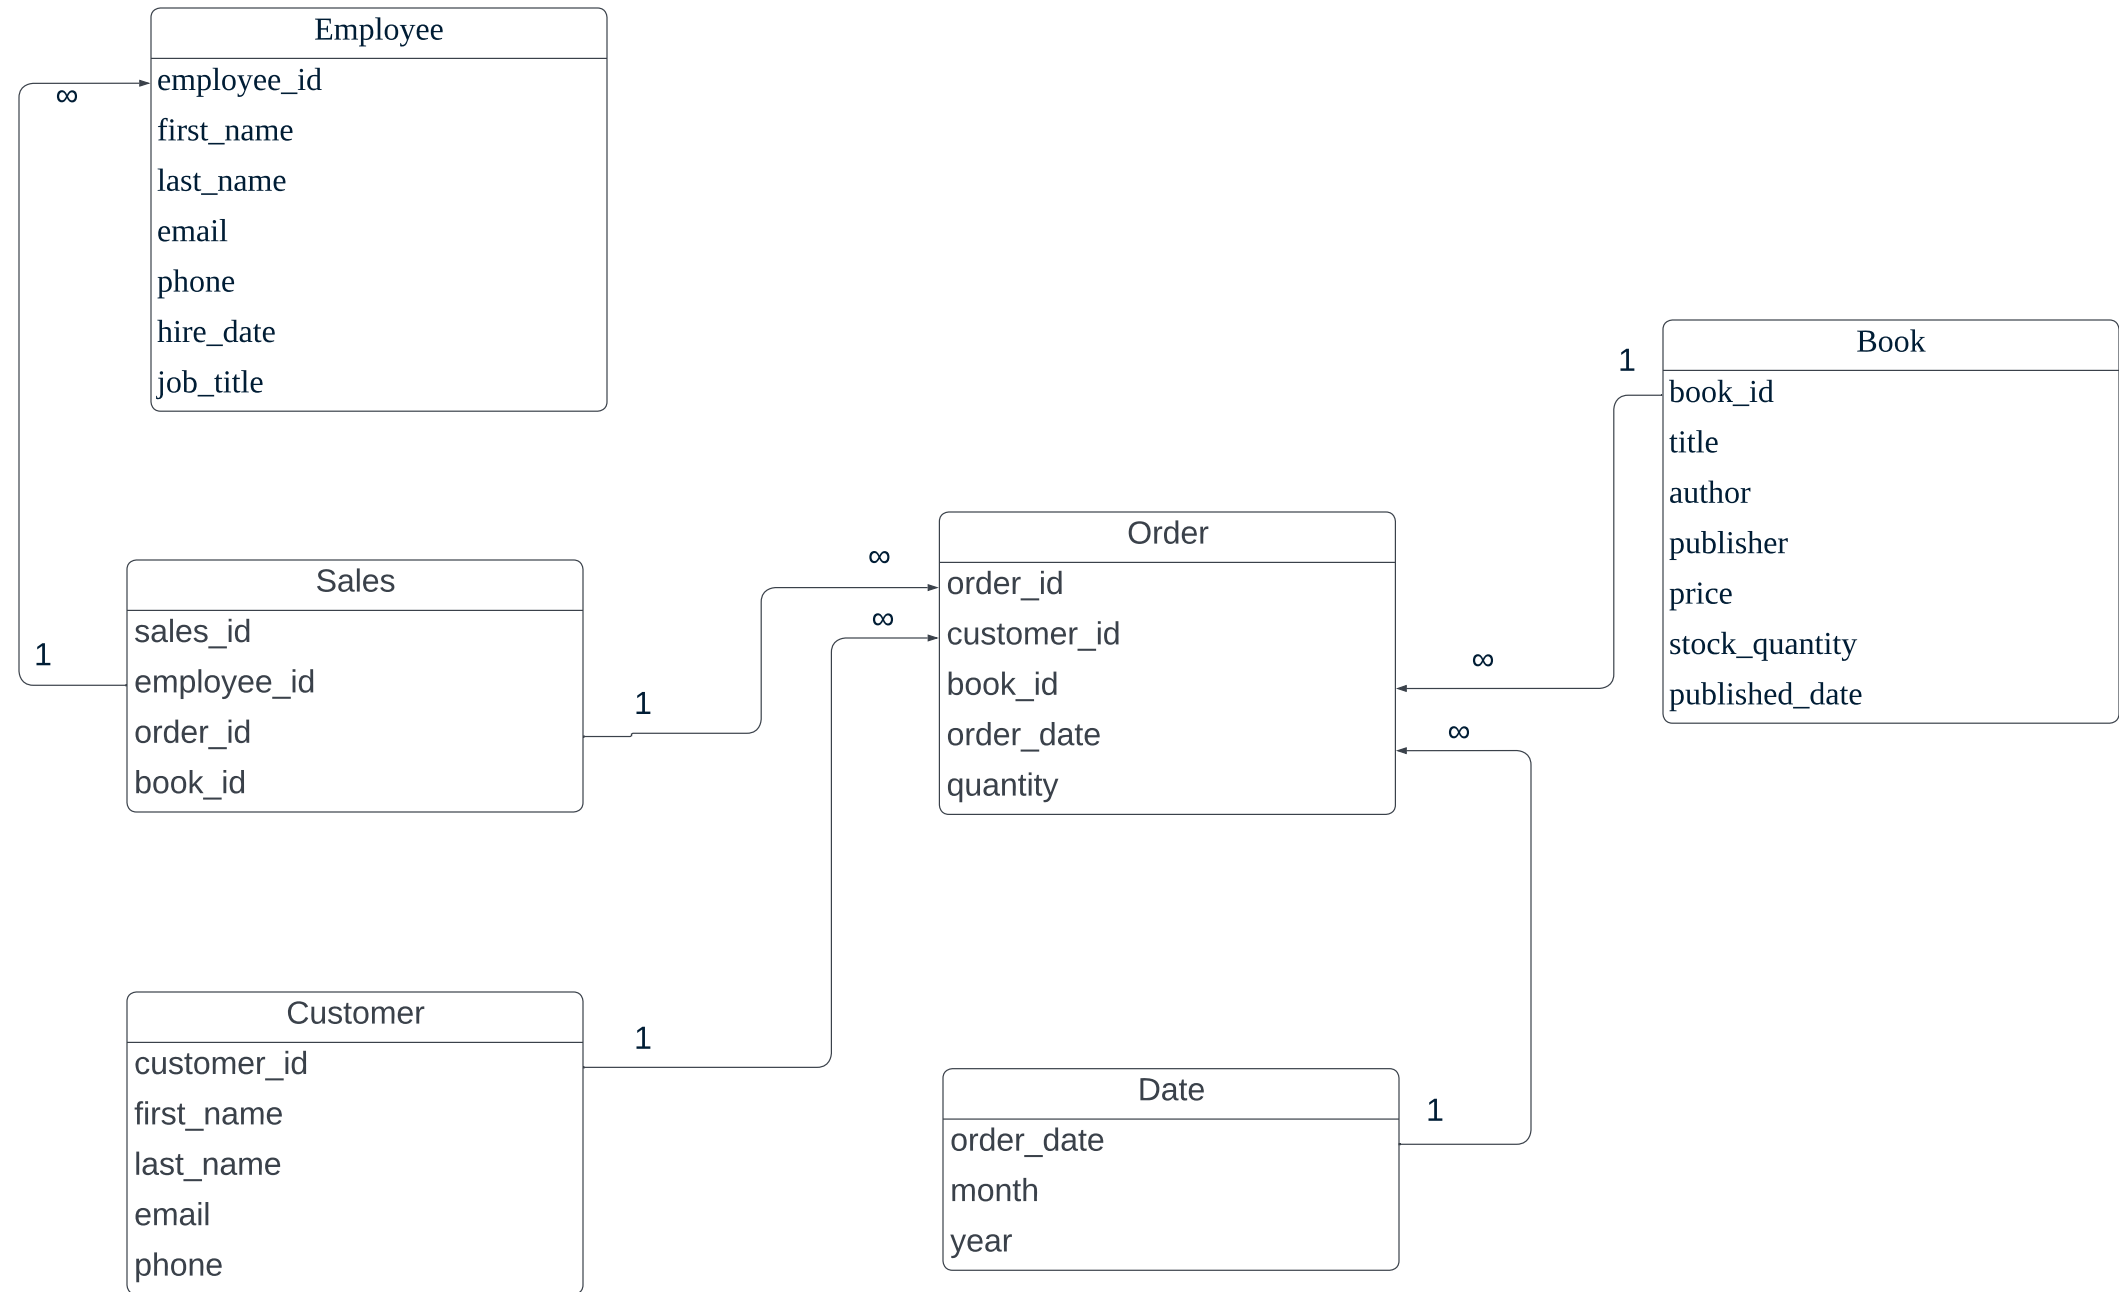 Employee
employee_id
first_name
last_name
email
phone
hire_date
job_title
∞
1
Book
book_id
title
author
publisher
price
stock_quantity
published_date
1
∞
Order
order_id
customer_id
book_id
order_date
quantity
∞
∞
∞
Sales
sales_id
employee_id
order_id
book_id
1
Customer
customer_id
first_name
last_name
email
phone
1
Date
order_date
month
year
1